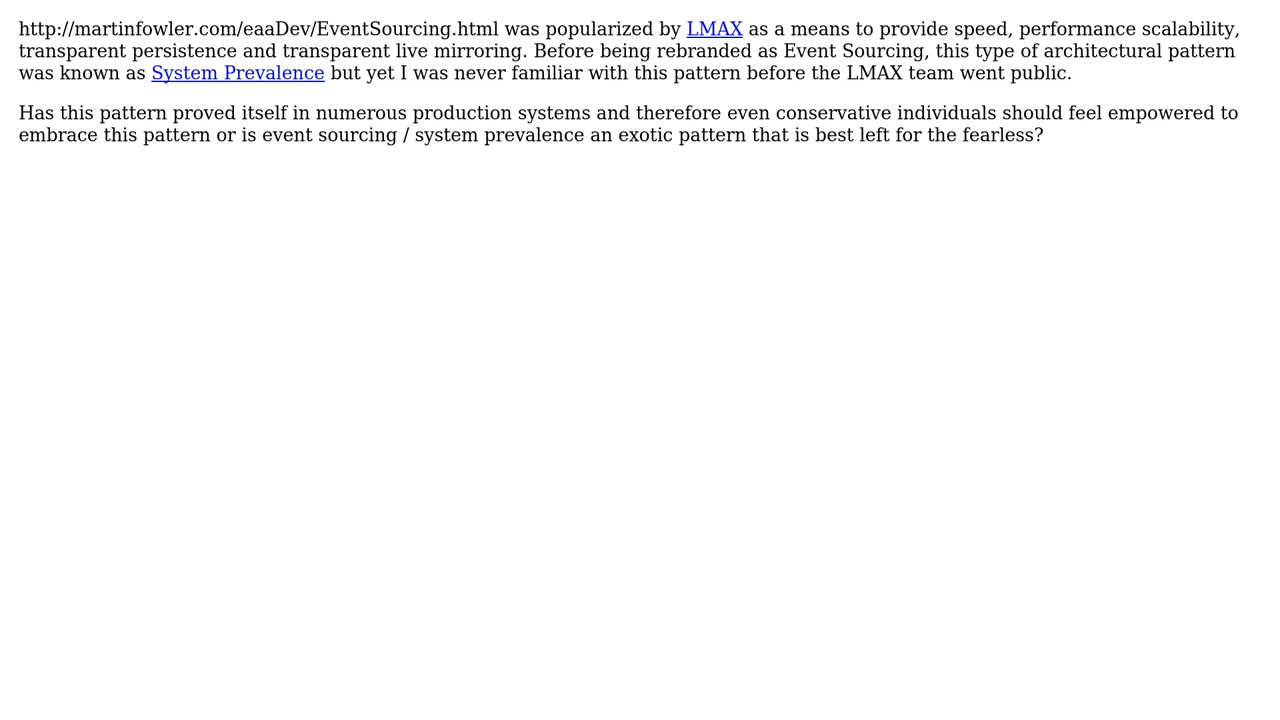 http://martinfowler.com/eaaDev/EventSourcing.html was popularized by LMAX as a means to provide speed, performance scalability,
transparent persistence and transparent live mirroring. Before being rebranded as Event Sourcing, this type of architectural pattern
was known as System Prevalence but yet I was never familiar with this pattern before the LMAX team went public.
Has this pattern proved itself in numerous production systems and therefore even conservative individuals should feel empowered to
embrace this pattern or is event sourcing / system prevalence an exotic pattern that is best left for the fearless?